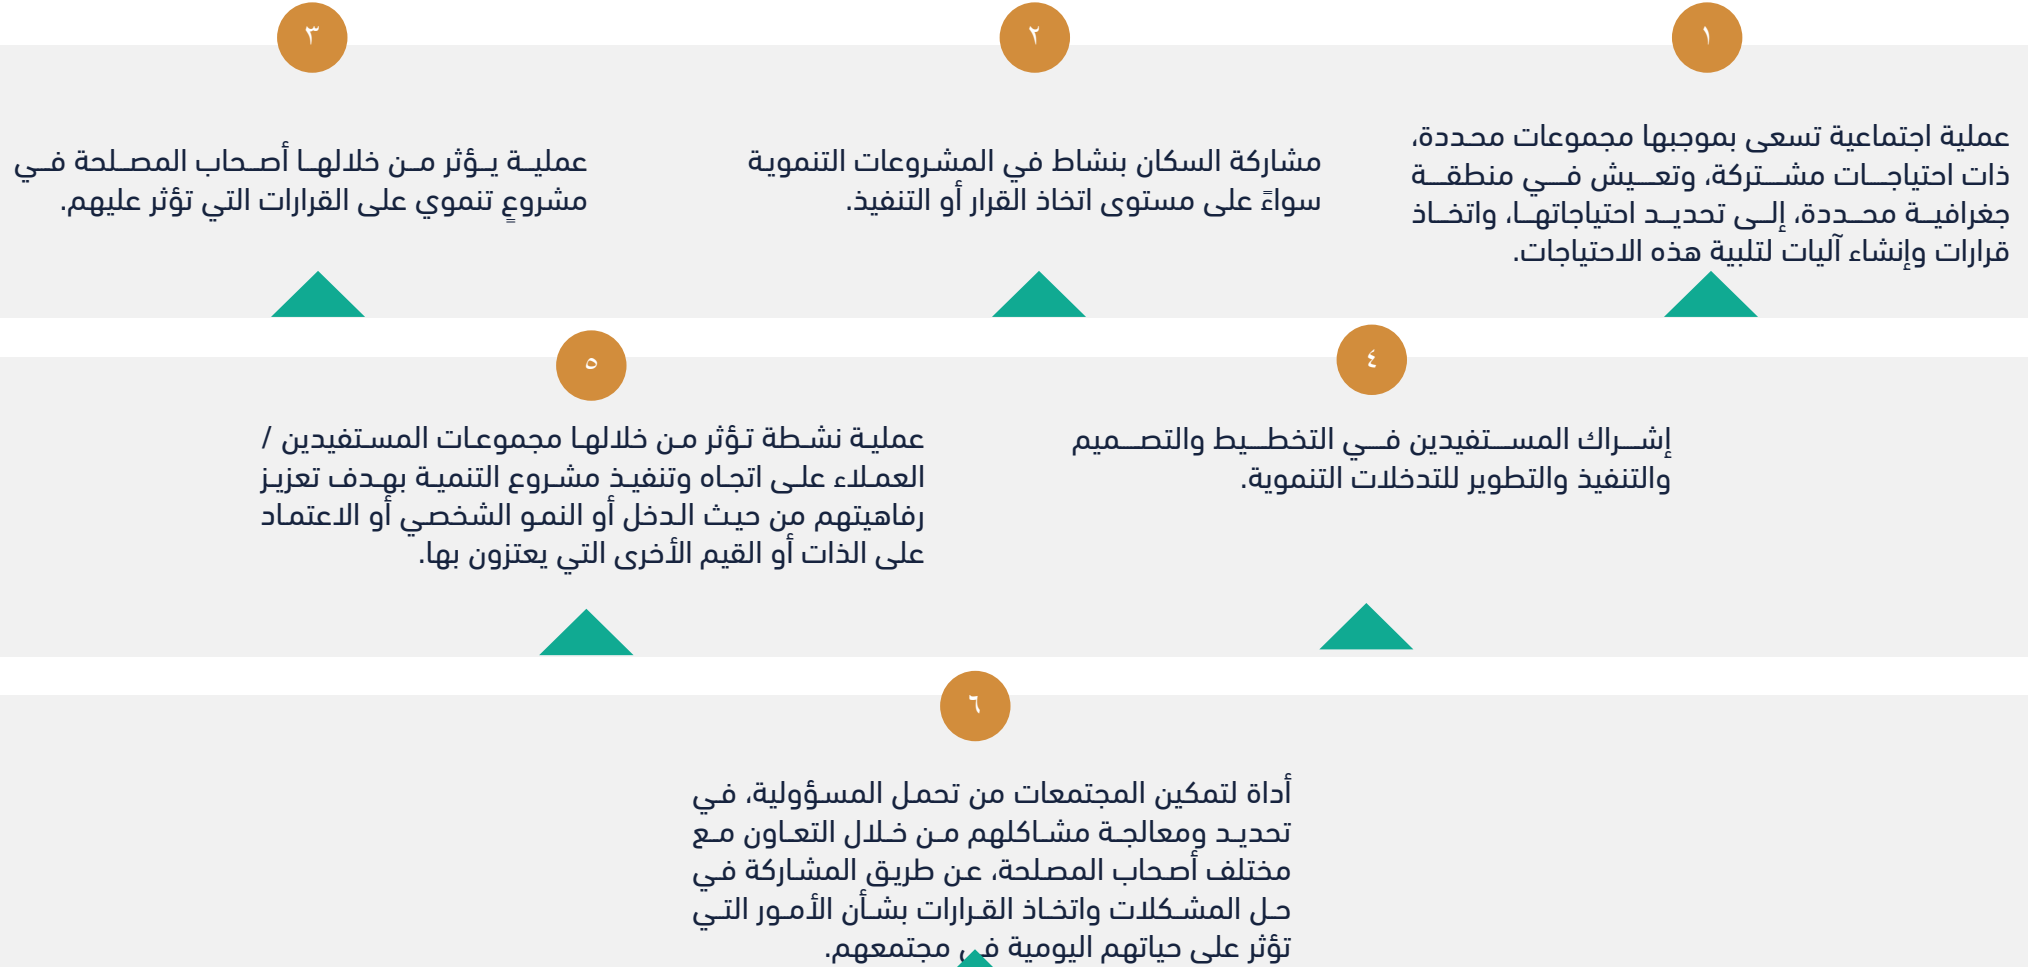 ١
عملية اجتماعية تسعى بموجبها مجموعات محددة،
ذات احتياجات مشتركة، وتعيش في منطقة
جغرافية محددة، إلى تحديد احتياجاتها، واتخاذ
قرارات وإنشاء آليات لتلبية هذه الاحتياجات.
٢
مشاركة السكان بنشاط في المشروعات التنموية
سواءً على مستوى اتخاذ القرار أو التنفيذ.
٣
عملية يؤثر من خلالها أصحاب المصلحة في
مشروعٍ تنموي على القرارات التي تؤثر عليهم.
٤
إشراك المستفيدين في التخطيط والتصميم
والتنفيذ والتطوير للتدخلات التنموية.
٥
عملية نشطة تؤثر من خلالها مجموعات المستفيدين /
العملاء على اتجاه وتنفيذ مشروع التنمية بهدف تعزيز
رفاهيتهم من حيث الدخل أو النمو الشخصي أو الاعتماد
على الذات أو القيم الأخرى التي يعتزون بها.
٦
أداة لتمكين المجتمعات من تحمل المسؤولية، في
تحديد ومعالجة مشاكلهم من خلال التعاون مع
مختلف أصحاب المصلحة، عن طريق المشاركة في
حل المشكلات واتخاذ القرارات بشأن الأمور التي
تؤثر على حياتهم اليومية في مجتمعهم.